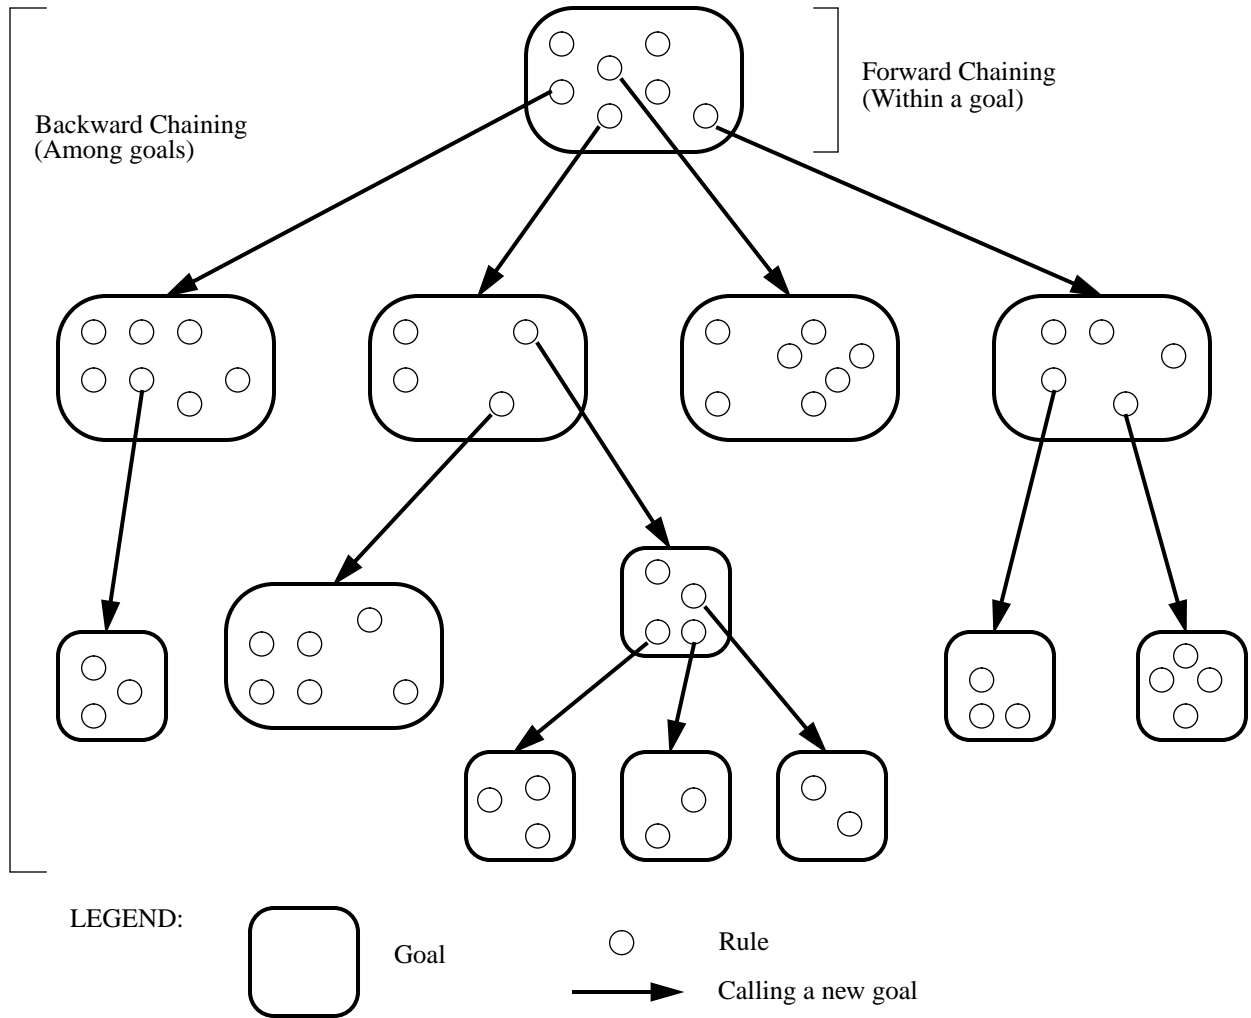 Forward Chaining
(Within a goal)
Backward Chaining
(Among goals)
LEGEND:
Goal
Rule
Calling a new goal